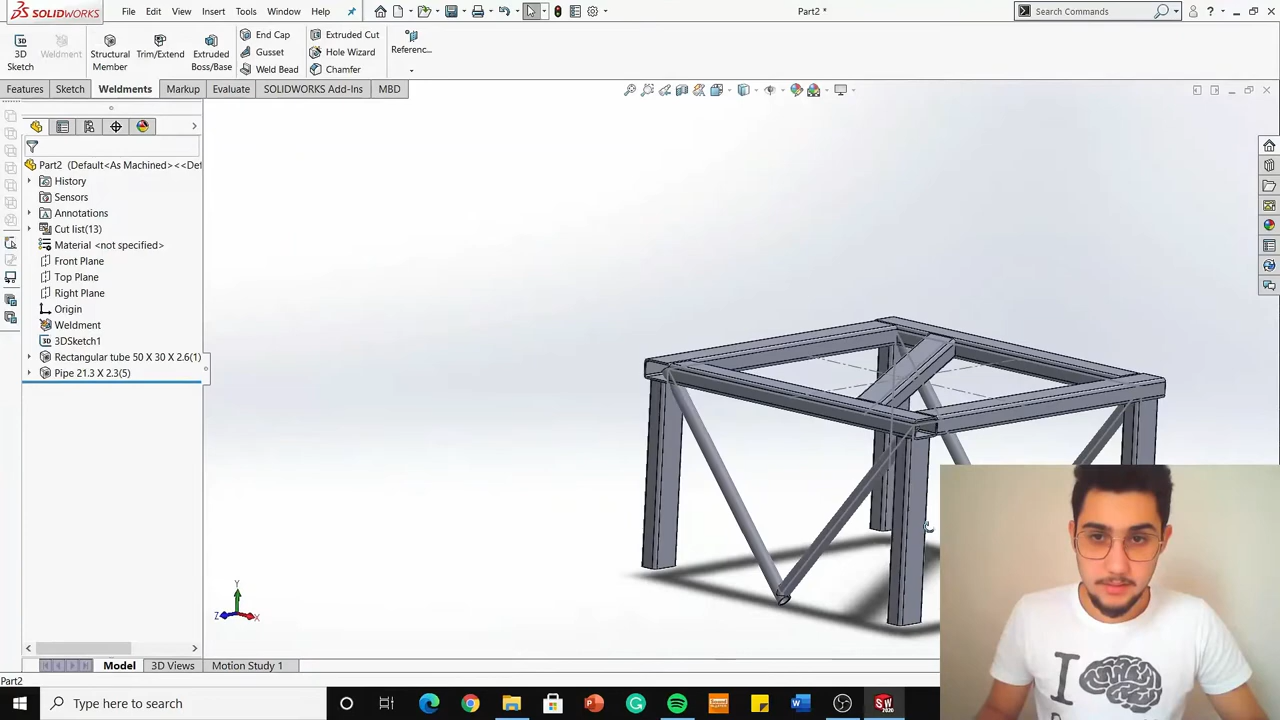 SOLIDWORKS File Edit View Insert Tools Window Part2 * Search Commands
3D Sketch Weldment Structural Member Trim/Extend Extruded Boss/Base End Cap Gusset Weld Bead Extruded Cut Hole Wizard Chamfer Referenc...
Features Sketch Weldments Markup Evaluate SOLIDWORKS Add-Ins MBD
Part2 (Default<As Machined><<Def
History
Sensors
Annotations
Cut list(13)
Material <not specified>
Front Plane
Top Plane
Right Plane
Origin
Weldment
3DSketch1
Rectangular tube 50 X 30 X 2.6(1)
Pipe 21.3 X 2.3(5)
Y
Z X
I
Model 3D Views Motion Study 1
Part2
Type here to search
SW
2020